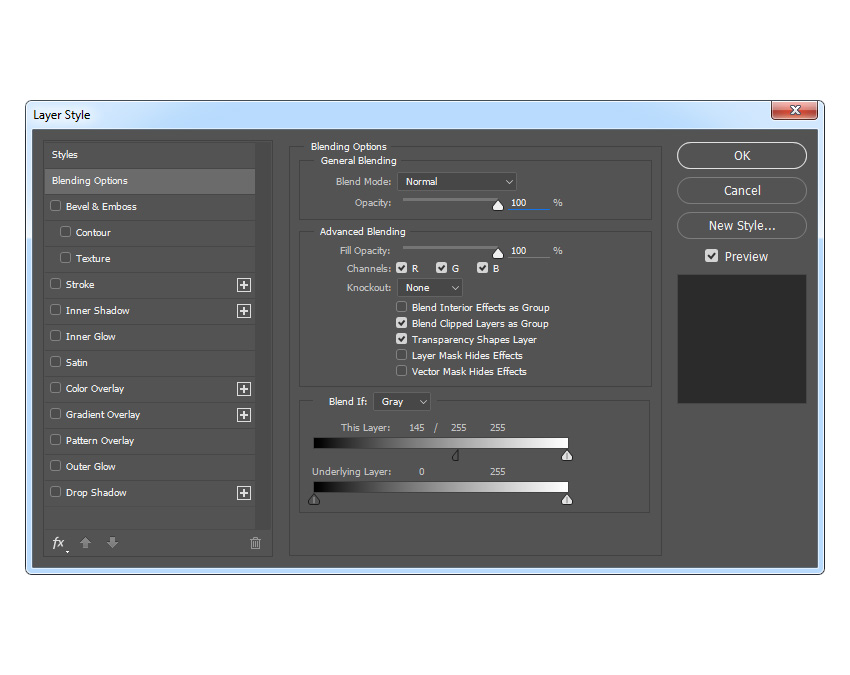 Layer Style
Styles
Blending Options
Bevel & Emboss
Contour
Texture
Stroke
Inner Shadow
Inner Glow
Satin
Color Overlay
Gradient Overlay
Pattern Overlay
Outer Glow
Drop Shadow
fx
Blending Options
General Blending
Blend Mode: Normal
Opacity: 100 %
Advanced Blending
Fill Opacity: 100 %
Channels: R G B
Knockout: None
Blend Interior Effects as Group
Blend Clipped Layers as Group
Transparency Shapes Layer
Layer Mask Hides Effects
Vector Mask Hides Effects
Blend If: Gray
This Layer: 145 / 255 255
Underlying Layer: 0 255
OK
Cancel
New Style...
Preview